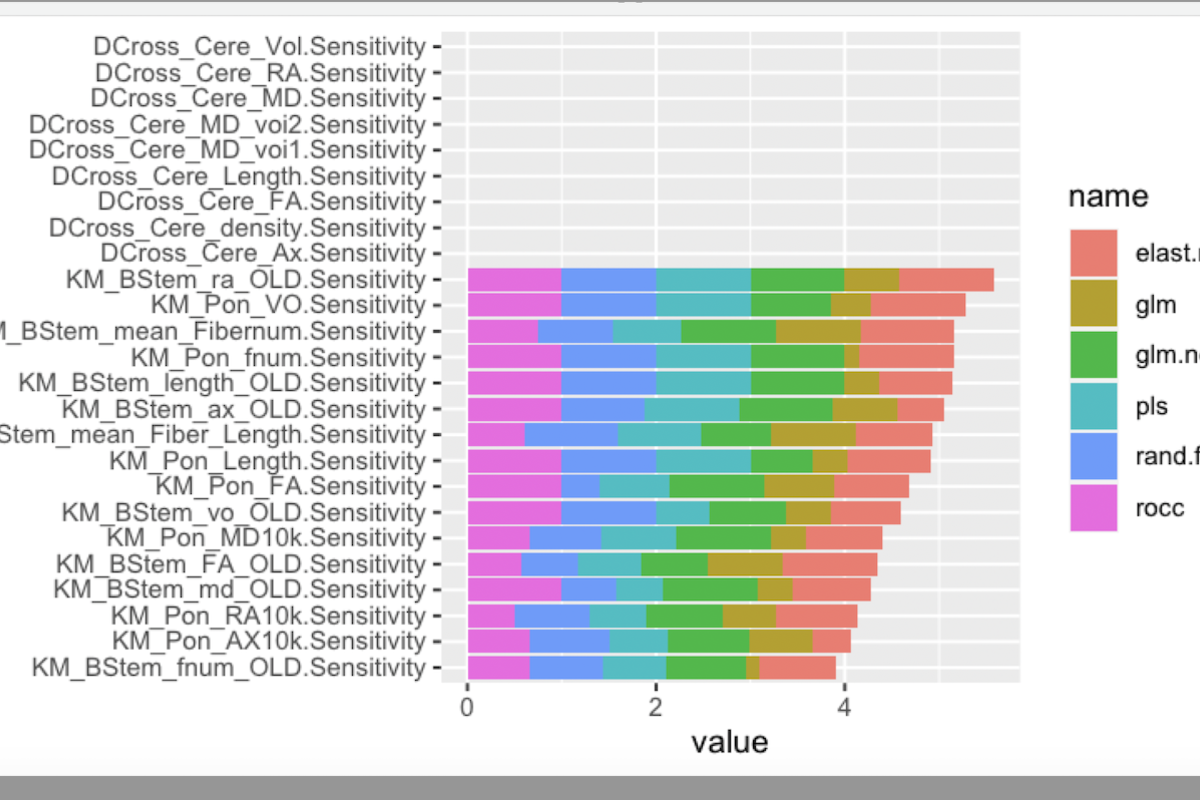 DCross_Cere_Vol.Sensitivity
DCross_Cere_RA.Sensitivity
DCross_Cere_MD.Sensitivity
DCross_Cere_MD_voi2.Sensitivity
DCross_Cere_MD_voi1.Sensitivity
DCross_Cere_Length.Sensitivity
DCross_Cere_FA.Sensitivity
DCross_Cere_density.Sensitivity
DCross_Cere_Ax.Sensitivity
KM_BStem_ra_OLD.Sensitivity
KM_Pon_VO.Sensitivity
M_BStem_mean_Fibernum.Sensitivity
KM_Pon_fnum.Sensitivity
KM_BStem_length_OLD.Sensitivity
KM_BStem_ax_OLD.Sensitivity
Stem_mean_Fiber_Length.Sensitivity
KM_Pon_Length.Sensitivity
KM_Pon_FA.Sensitivity
KM_BStem_vo_OLD.Sensitivity
KM_Pon_MD10k.Sensitivity
KM_BStem_FA_OLD.Sensitivity
KM_BStem_md_OLD.Sensitivity
KM_Pon_RA10k.Sensitivity
KM_Pon_AX10k.Sensitivity
KM_BStem_fnum_OLD.Sensitivity
0 2 4
value
name
elast.
glm
glm.n
pls
rand.f
rocc